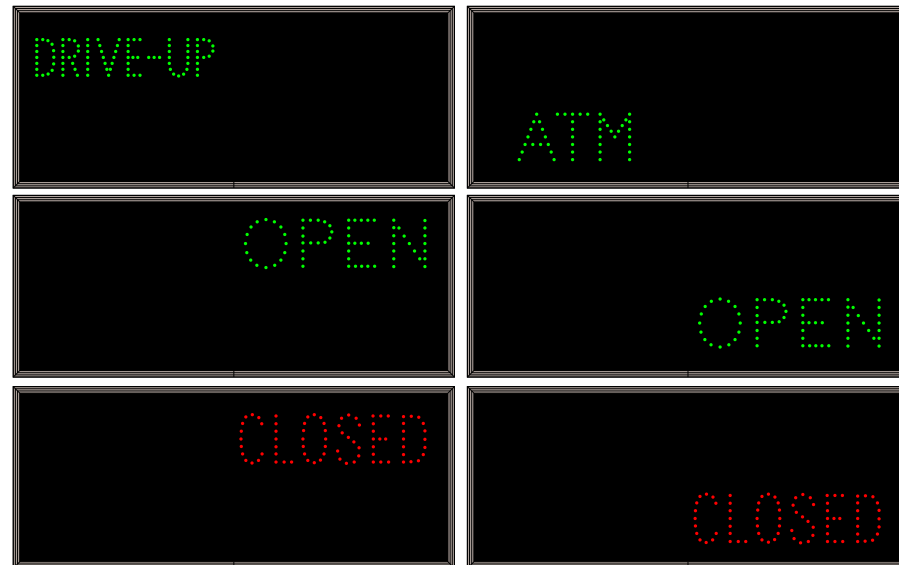 DRIVE-UP
ATM
OPEN
OPEN
CLOSED
CLOSED